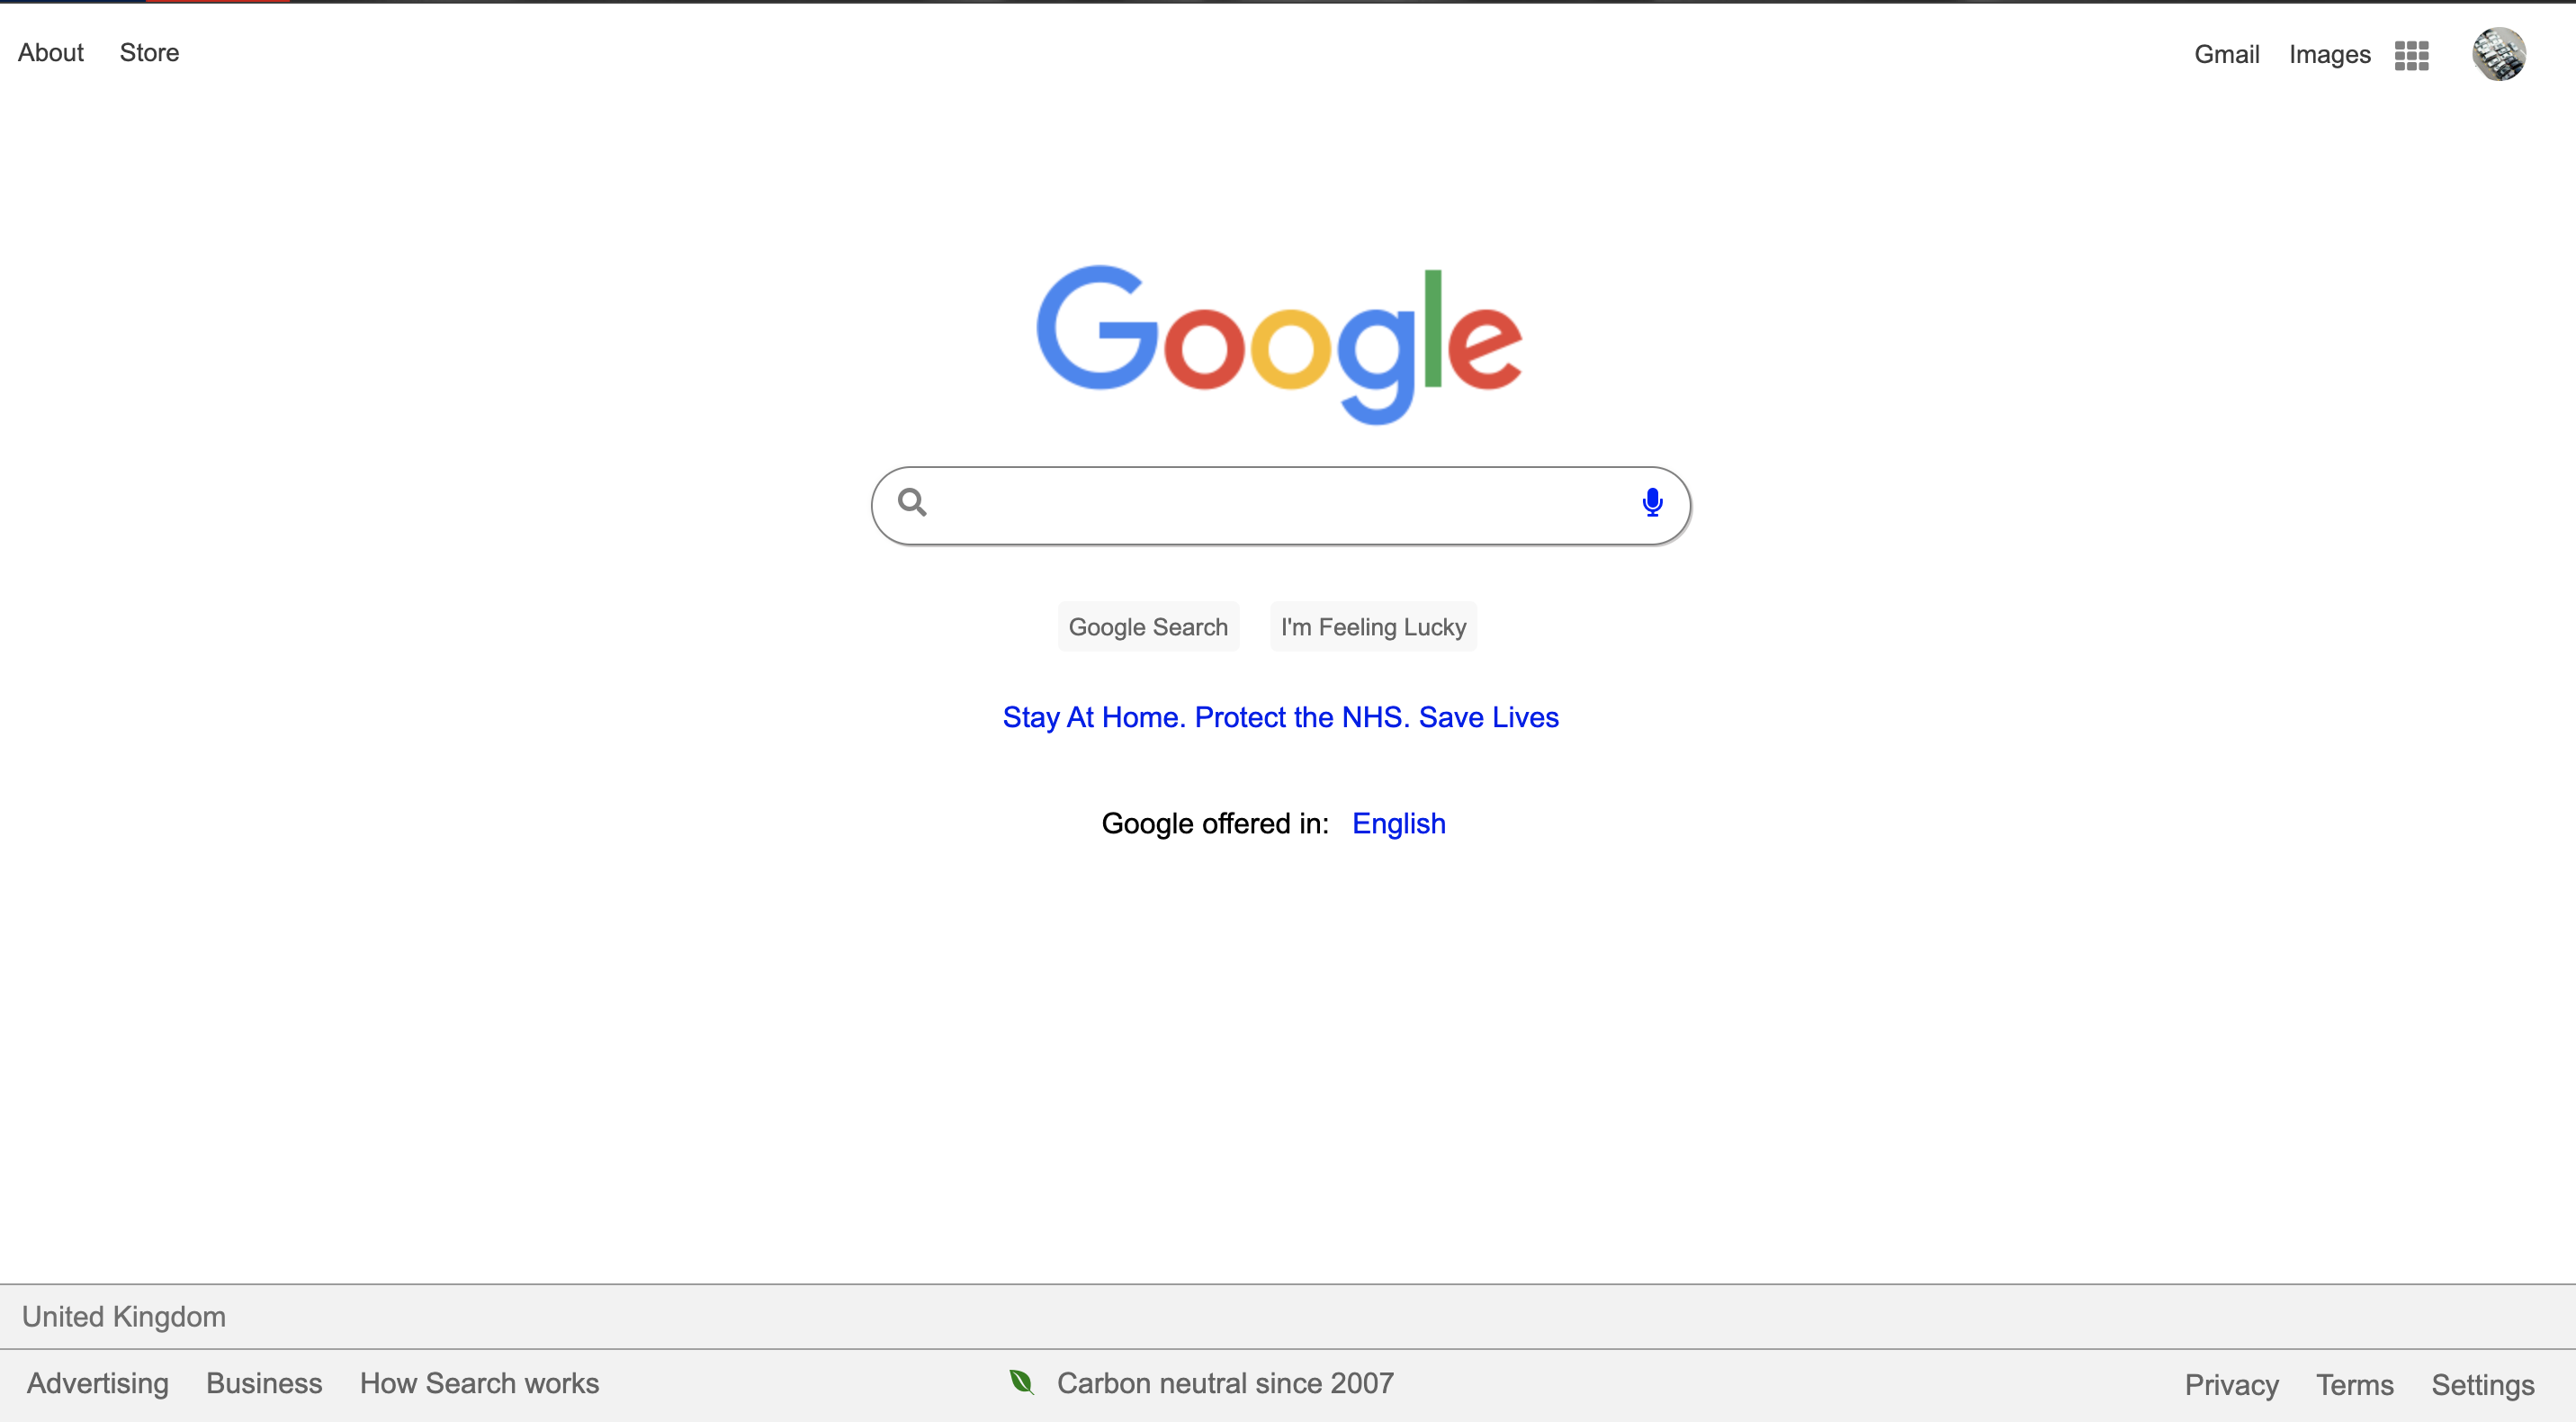 About Store Gmail Images
Google
Google Search I'm Feeling Lucky
Stay At Home. Protect the NHS. Save Lives
Google offered in: English
United Kingdom
Advertising Business How Search works Carbon neutral since 2007 Privacy Terms Settings